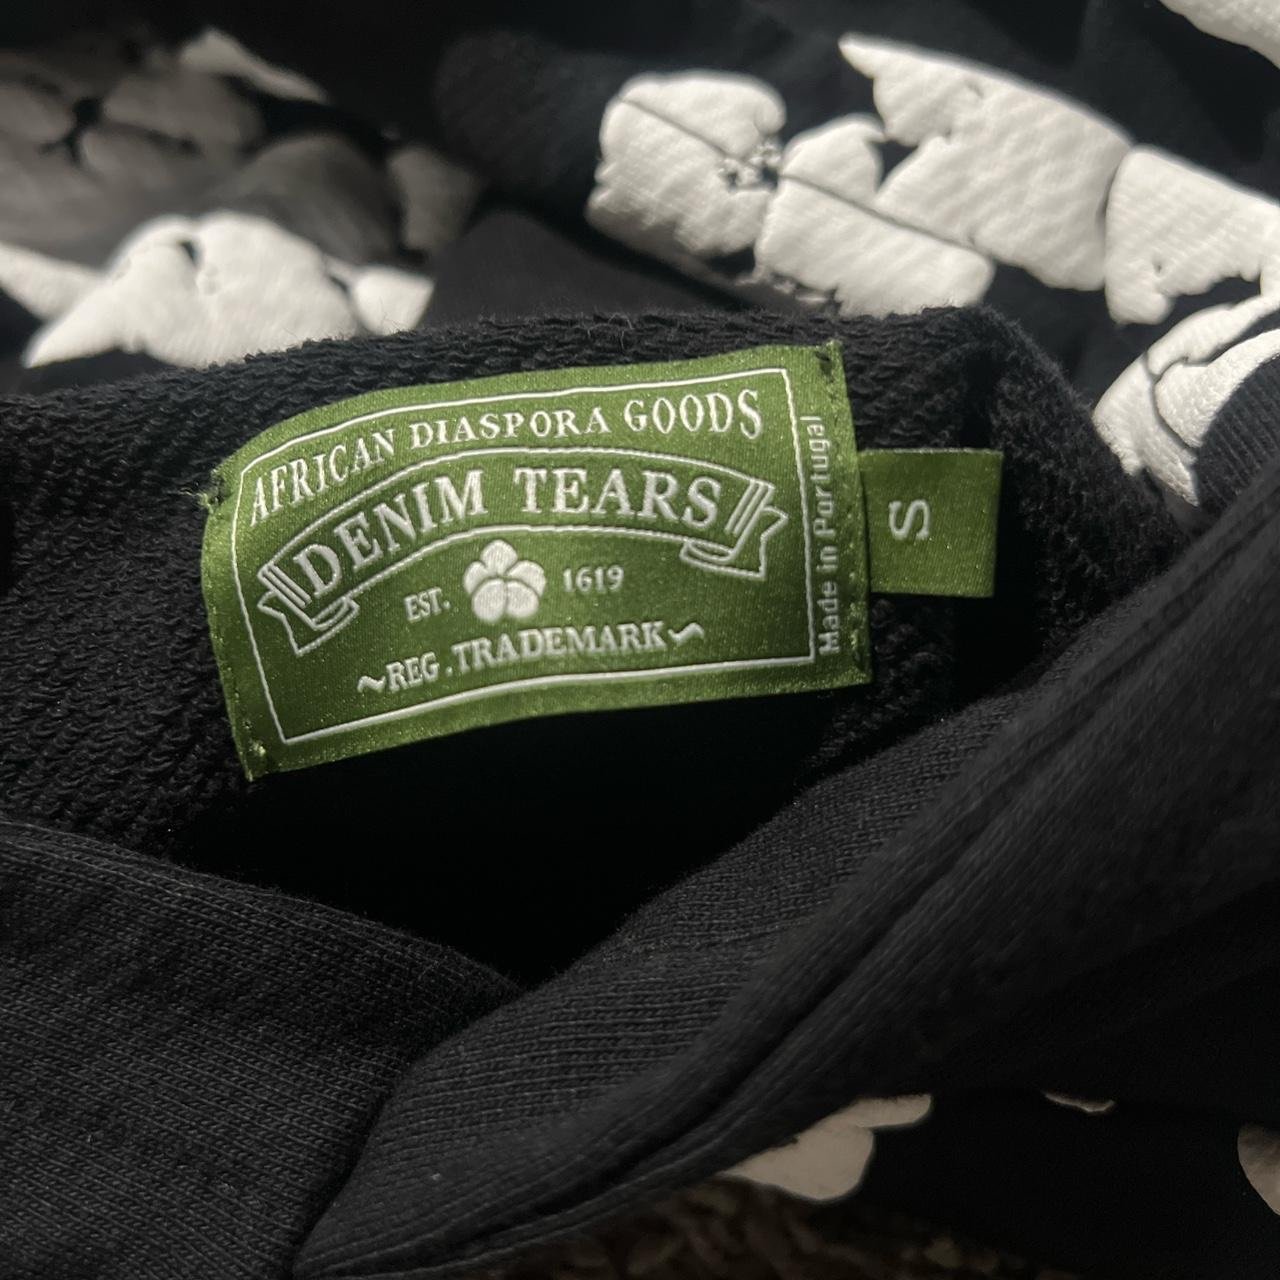 AFRICAN DIASPORA GOODS
DENIM TEARS
EST. 1619
~REG.TRADEMARK~
Made in Portugal
S